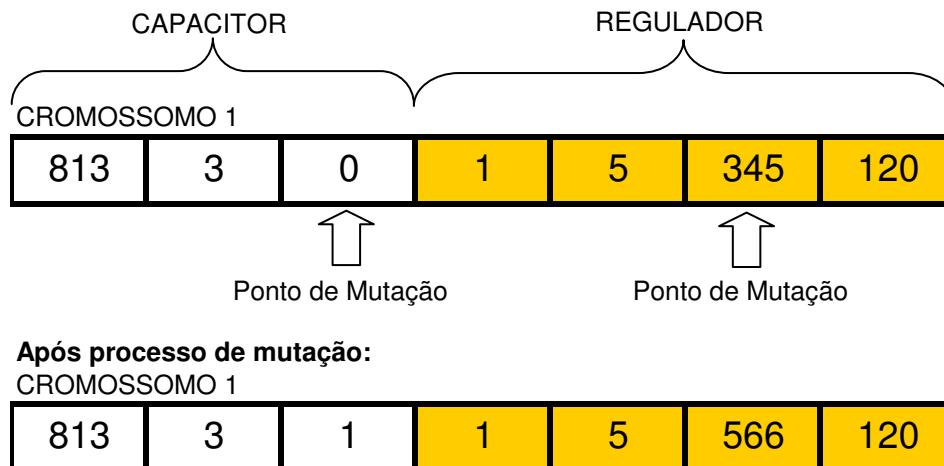 CAPACITOR REGULADOR
CROMOSSOMO 1
813 3 0 1 5 345 120
Ponto de Mutação Ponto de Mutação
Após processo de mutação:
CROMOSSOMO 1
813 3 1 1 5 566 120